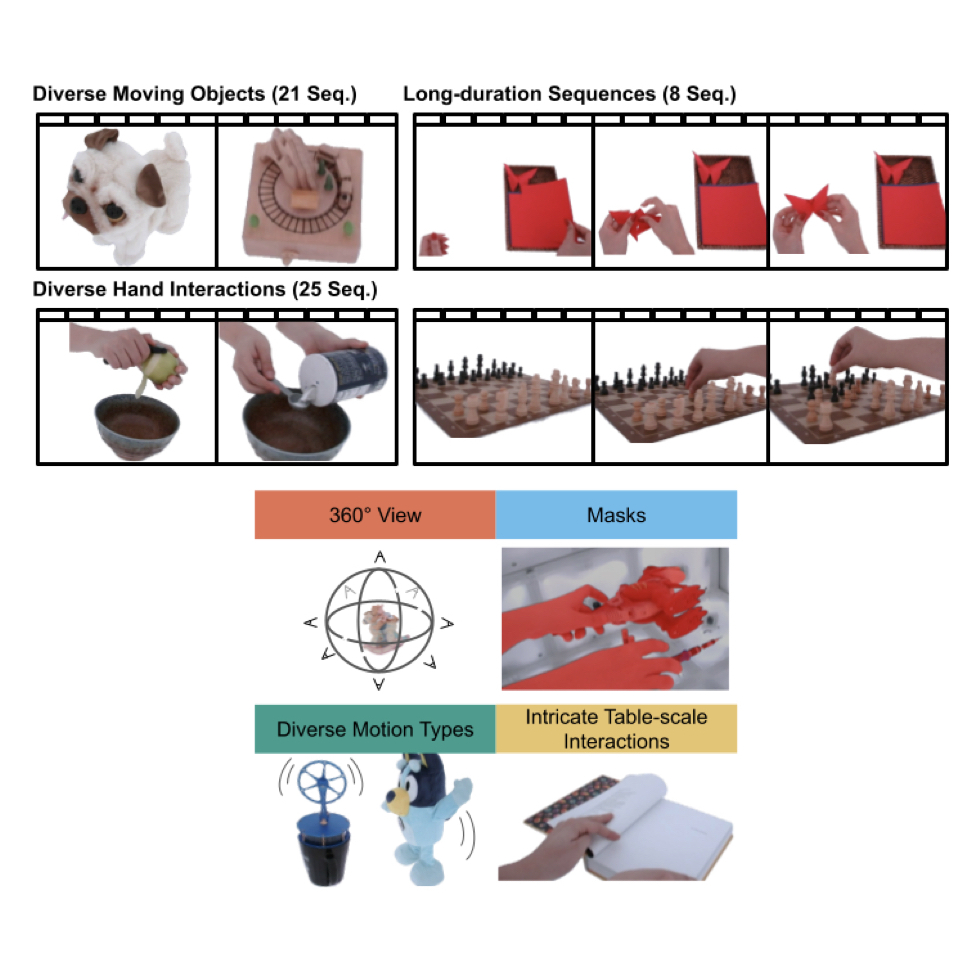 Diverse Moving Objects (21 Seq.)
Long-duration Sequences (8 Seq.)
Diverse Hand Interactions (25 Seq.)
360° View
Masks
Diverse Motion Types
Intricate Table-scale
Interactions